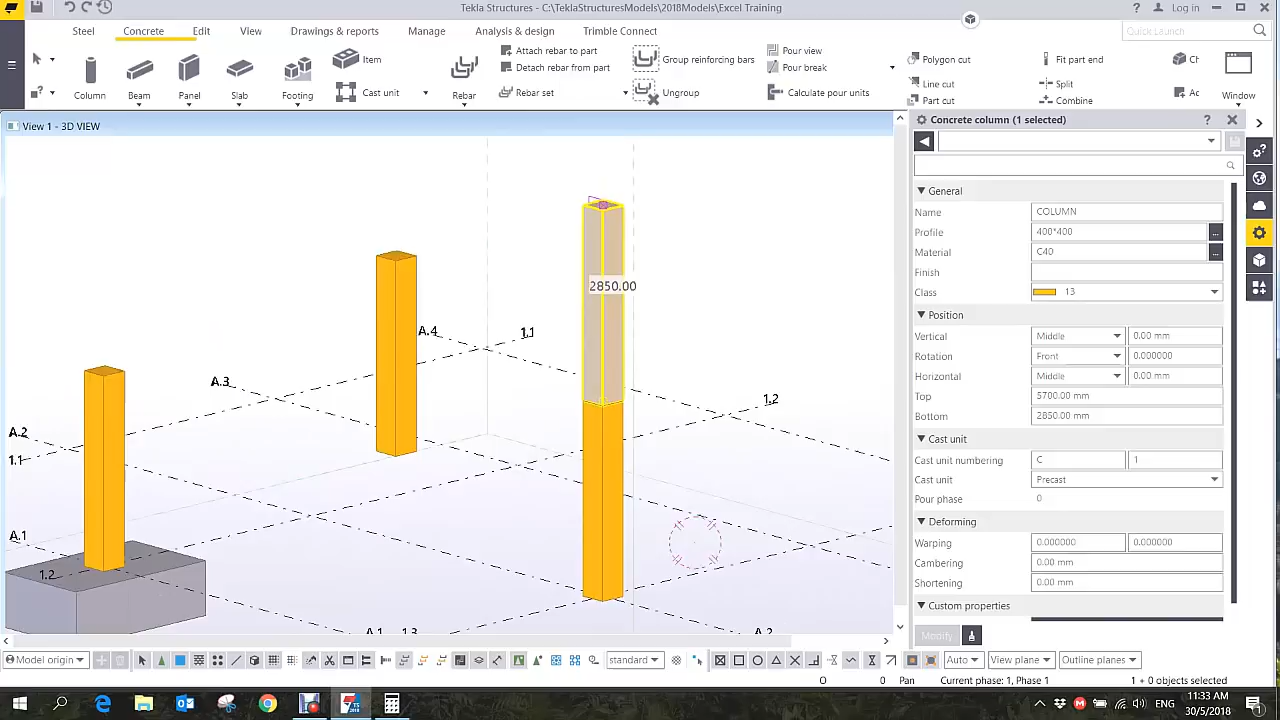 Tekla Structures - C:\TeklaStructuresModels\2018Models\Excel Training
Log in
Steel Concrete Edit View Drawings & reports Manage Analysis & design Trimble Connect
Quick Launch
Column
Beam
Panel
Slab
Footing
Item
Cast unit
Rebar
Attach rebar to part
Detach rebar from part
Rebar set
Group reinforcing bars
Ungroup
Pour view
Pour break
Calculate pour units
Polygon cut
Line cut
Part cut
Fit part end
Split
Combine
Ch
Ac
Window
View 1 - 3D VIEW
2850.00
A.4
1.1
A.3
1.2
A.2
1.1
A.1
1.2
A.1
1.3
A.2
Concrete column (1 selected)
General
Name COLUMN
Profile 400*400
Material C40
Finish
Class 13
Position
Vertical Middle 0.00 mm
Rotation Front 0.000000
Horizontal Middle 0.00 mm
Top 5700.00 mm
Bottom 2850.00 mm
Cast unit
Cast unit numbering C 1
Cast unit Precast
Pour phase 0
Deforming
Warping 0.000000 0.000000
Cambering 0.00 mm
Shortening 0.00 mm
Custom properties
Modify
Model origin
standard
Auto
View plane
Outline planes
0 0 Pan Current phase: 1, Phase 1 1 + 0 objects selected
ENG
11:33 AM
30/5/2018